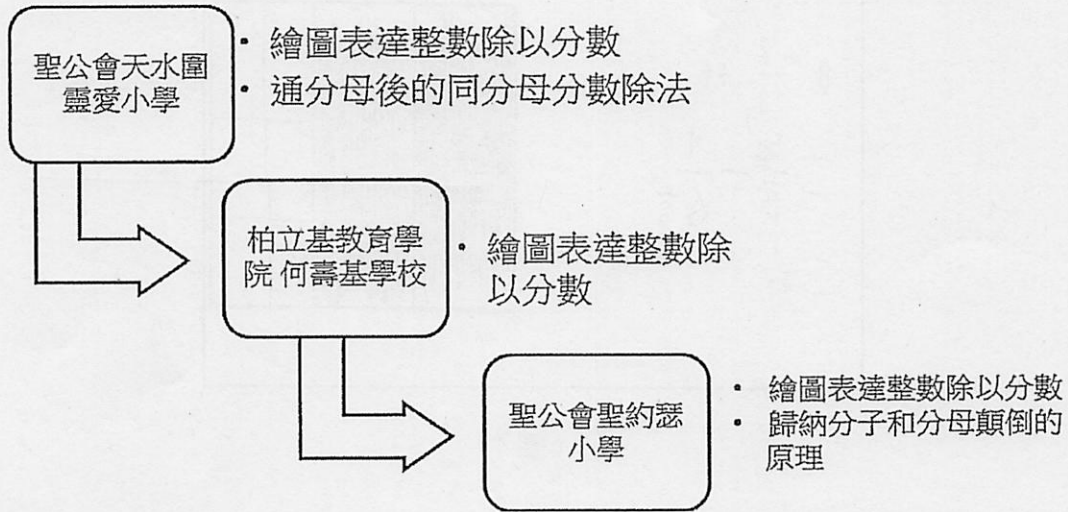 聖公會天水圍
靈愛小學
• 繪圖表達整數除以分數
• 通分母後的同分母分數除法
柏立基教育學
院 何壽基學校
• 繪圖表達整數除
以分數
聖公會聖約瑟
小學
• 繪圖表達整數除以分數
• 歸納分子和分母顛倒的
原理